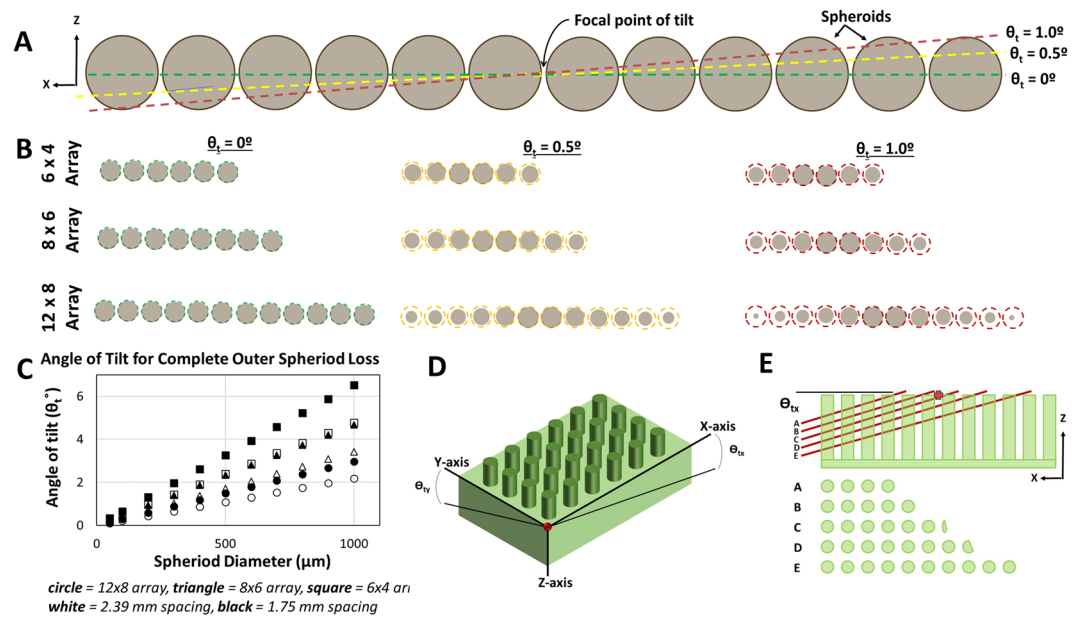 A
Z
X
Focal point of tilt
Spheroids
θt = 1.0º
θt = 0.5º
θt = 0º
B
θt = 0º
θt = 0.5º
θt = 1.0º
6 x 4
Array
8 x 6
Array
12 x 8
Array
C
Angle of Tilt for Complete Outer Spheriod Loss
Angle of tilt (θt°)
6
4
2
0
0
500
1000
Spheriod Diameter (µm)
circle = 12x8 array, triangle = 8x6 array, square = 6x4
white = 2.39 mm spacing, black = 1.75 mm spacing
D
X-axis
Y-axis
Z-axis
Θtx
Θty
E
Θtx
A
B
C
D
E
Z
X
A
B
C
D
E